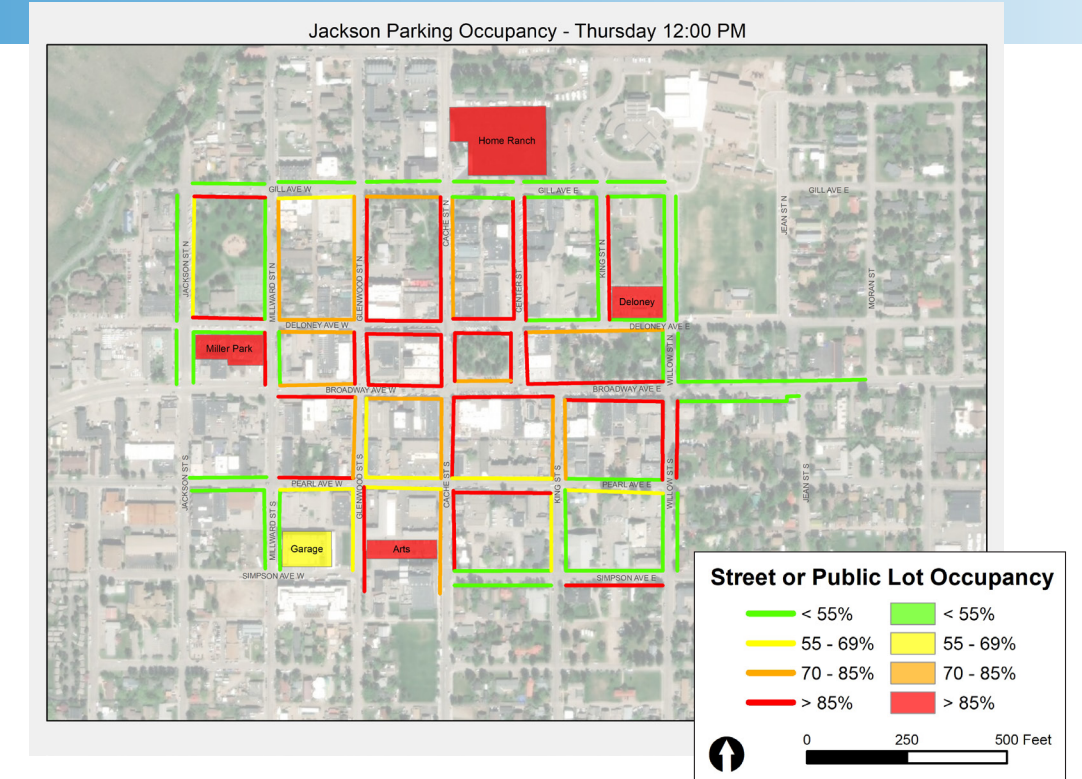 Jackson Parking Occupancy - Thursday 12:00 PM
Home Ranch
GILL AVE W
GILL AVE E
GILL AVE E
JACKSON ST N
MILLWARD ST N
GLENWOOD ST N
CACHE ST N
CENTER ST
KING ST N
JEAN ST N
MORAN ST
Deloney
DELONEY AVE W
DELONEY AVE E
Miller Park
WILLOW ST N
BROADWAY AVE W
BROADWAY AVE E
JACKSON ST S
GLENWOOD ST S
CACHE ST S
KING ST S
WILLOW ST S
JEAN ST S
PEARL AVE W
PEARL AVE E
MILLWARD ST S
Garage
Arts
SIMPSON AVE W
SIMPSON AVE E
Street or Public Lot Occupancy
< 55% < 55%
55 - 69% 55 - 69%
70 - 85% 70 - 85%
> 85% > 85%
0 250 500 Feet